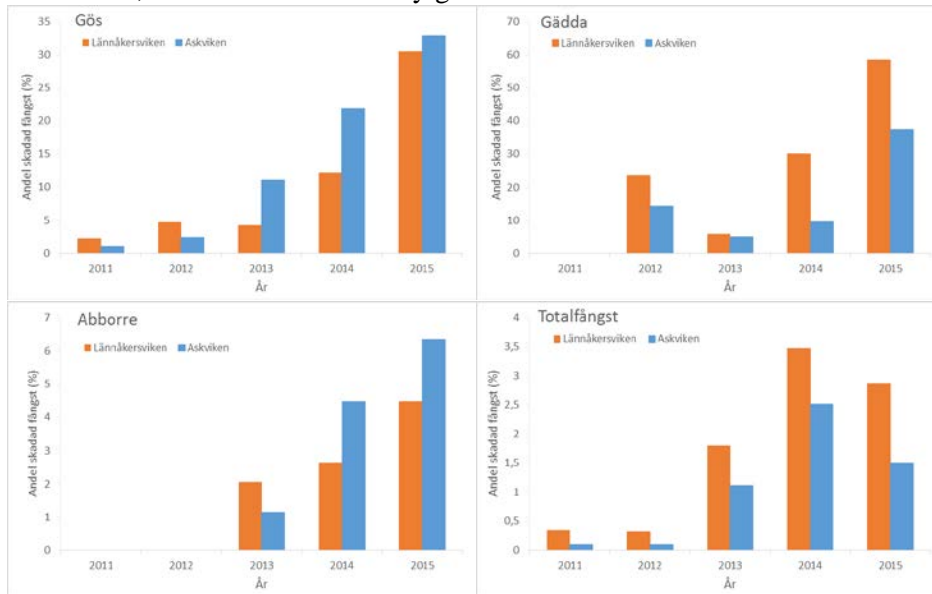 Gös
Lännåkersviken Askviken
Andel skadad fångst (%)
35
30
25
20
15
10
5
0
2011 2012 2013 2014 2015
År
Gädda
Lännåkersviken Askviken
Andel skadad fångst (%)
70
60
50
40
30
20
10
0
2011 2012 2013 2014 2015
År
Abborre
Lännåkersviken Askviken
Andel skadad fångst (%)
7
6
5
4
3
2
1
0
2011 2012 2013 2014 2015
År
Totalfångst
Lännåkersviken Askviken
Andel skadad fångst (%)
4
3,5
3
2,5
2
1,5
1
0,5
0
2011 2012 2013 2014 2015
År